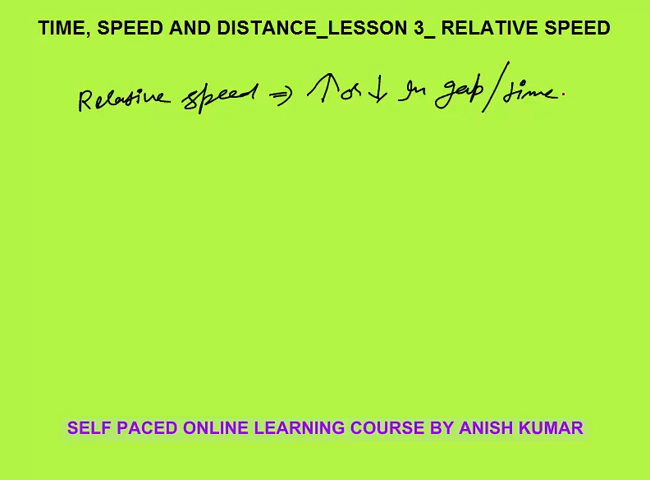 TIME, SPEED AND DISTANCE_LESSON 3_ RELATIVE SPEED
Relative speed ⇒ ↑ or ↓ in gap/time.
SELF PACED ONLINE LEARNING COURSE BY ANISH KUMAR